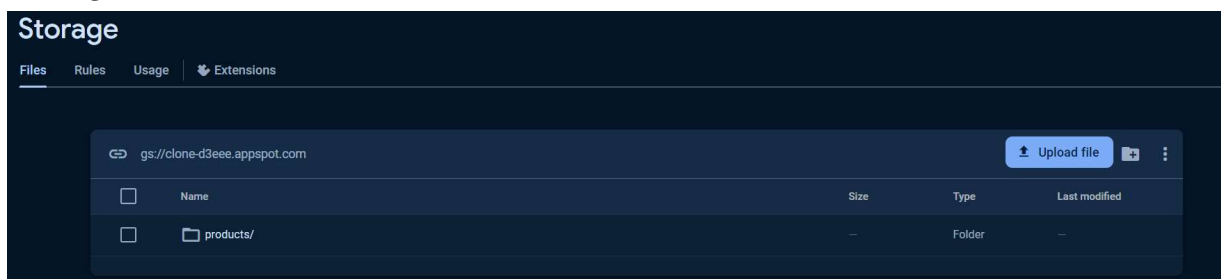 Storage
Files Rules Usage Extensions
gs://clone-d3eee.appspot.com Upload file
Name Size Type Last modified
products/ — Folder —